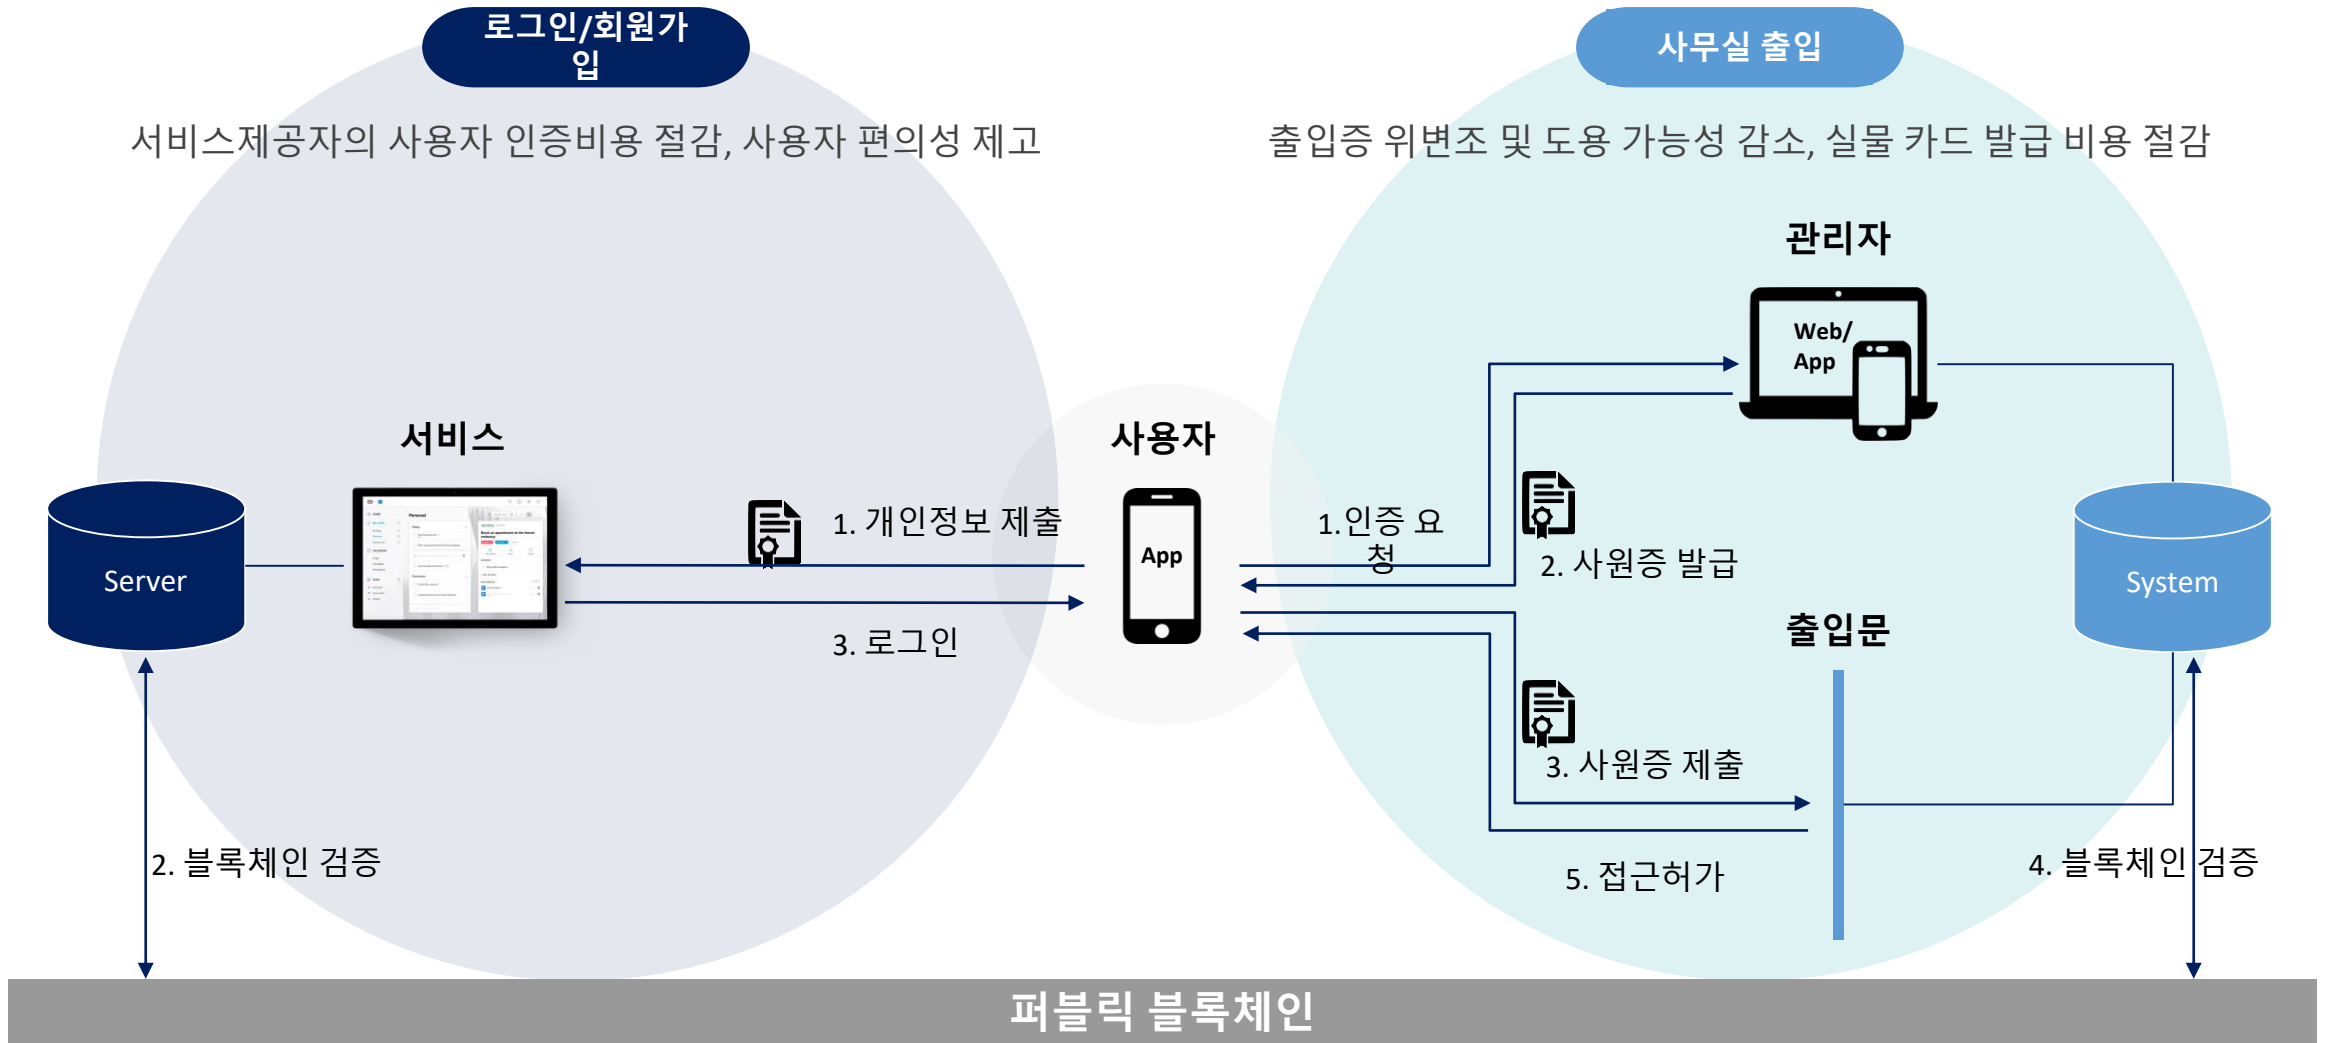 로그인/회원가
입
사무실 출입
서비스제공자의 사용자 인증비용 절감, 사용자 편의성 제고
출입증 위변조 및 도용 가능성 감소, 실물 카드 발급 비용 절감
관리자
Web/
App
서비스
사용자
1. 개인정보 제출
1.인증 요
청
2. 사원증 발급
App
Server
System
3. 로그인
출입문
3. 사원증 제출
2. 블록체인 검증
5. 접근허가
4. 블록체인 검증
퍼블릭 블록체인